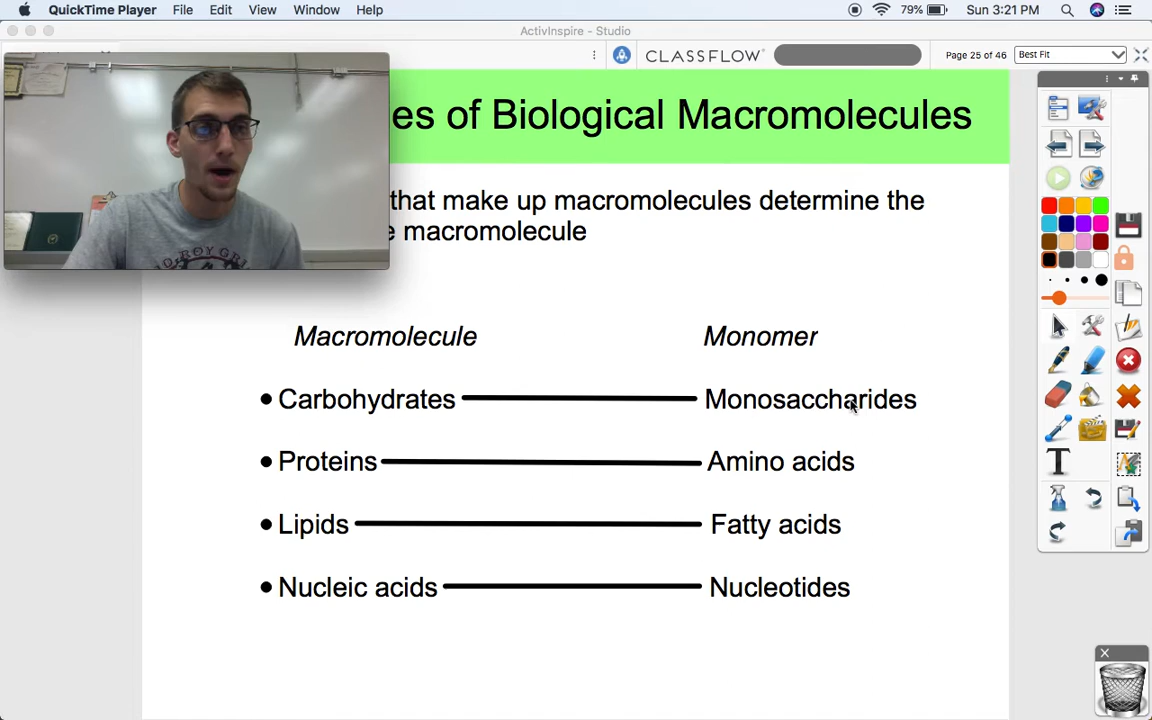 QuickTime Player File Edit View Window Help 79% Sun 3:21 PM
ActivInspire - Studio
CLASSFLOW Page 25 of 46 Best Fit
es of Biological Macromolecules
that make up macromolecules determine the
e macromolecule
Macromolecule Monomer
• Carbohydrates Monosaccharides
• Proteins Amino acids
• Lipids Fatty acids
• Nucleic acids Nucleotides
T